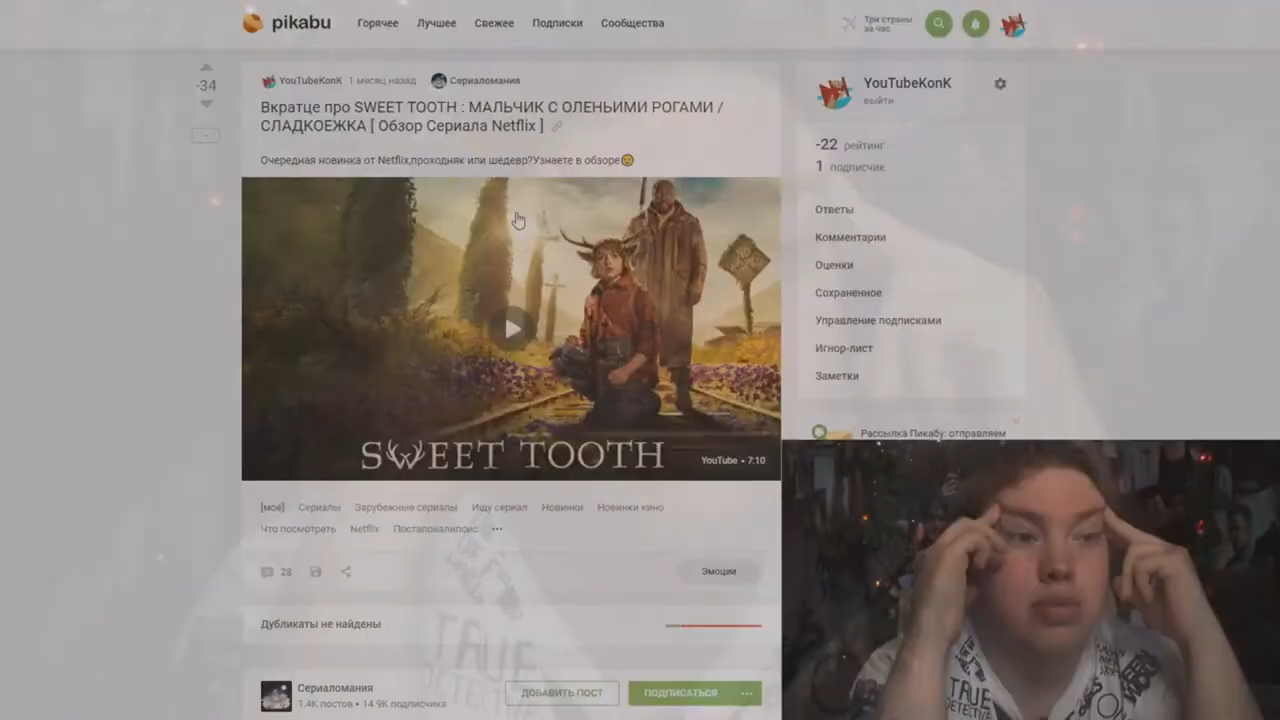 pikabu
Горячее
Лучшее
Свежее
Подписки
Сообщества
Три страны
за час
-34
YouTubeKonK 1 месяц назад Сериаломания
Вкратце про SWEET TOOTH : МАЛЬЧИК С ОЛЕНЬИМИ РОГАМИ /
СЛАДКОЕЖКА [ Обзор Сериала Netflix ]
Очередная новинка от Netflix,проходняк или шедевр?Узнаете в обзоре
SWEET TOOTH
YouTube • 7:10
[моё] Сериалы Зарубежные сериалы Ищу сериал Новинки Новинки кино
Что посмотреть Netflix Постапокалипсис
28
Эмоции
Дубликаты не найдены
Сериаломания
1.4K постов • 14.9K подписчика
ДОБАВИТЬ ПОСТ
ПОДПИСАТЬСЯ
YouTubeKonK
выйти
-22 рейтинг
1 подписчик
Ответы
Комментарии
Оценки
Сохраненное
Управление подписками
Игнор-лист
Заметки
Рассылка Пикабу: отправляем
TRUE
DETECTIVE
TRUE
DETECTIVE